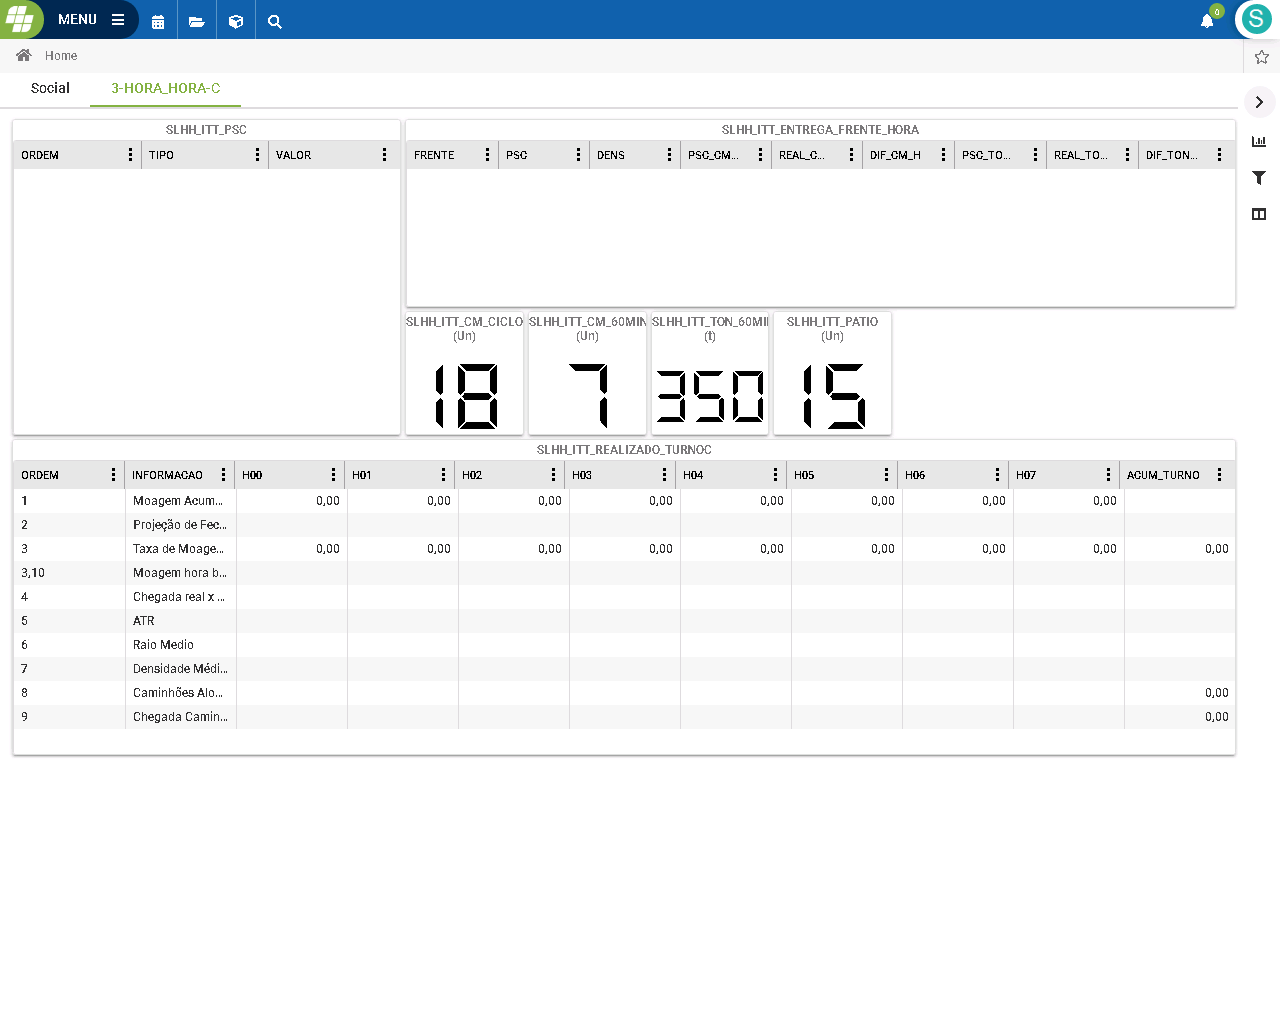 MENU
0
S
Home
Social
3-HORA_HORA-C
SLHH_ITT_PSC
ORDEM TIPO VALOR
SLHH_ITT_ENTREGA_FRENTE_HORA
FRENTE PSC DENS PSC_CM... REAL_C... DIF_CM_H PSC_TO... REAL_TO... DIF_TON...
SLHH_ITT_CM_CICLO
(Un)
18
SLHH_ITT_CM_60MIN
(Un)
7
SLHH_ITT_TON_60MI
(t)
350
SLHH_ITT_PATIO
(Un)
15
SLHH_ITT_REALIZADO_TURNOC
ORDEM INFORMACAO H00 H01 H02 H03 H04 H05 H06 H07 ACUM_TURNO
1 Moagem Acum... 0,00 0,00 0,00 0,00 0,00 0,00 0,00 0,00
2 Projeção de Fec...
3 Taxa de Moage... 0,00 0,00 0,00 0,00 0,00 0,00 0,00 0,00 0,00
3,10 Moagem hora b...
4 Chegada real x ...
5 ATR
6 Raio Medio
7 Densidade Médi...
8 Caminhões Alo... 0,00
9 Chegada Camin... 0,00